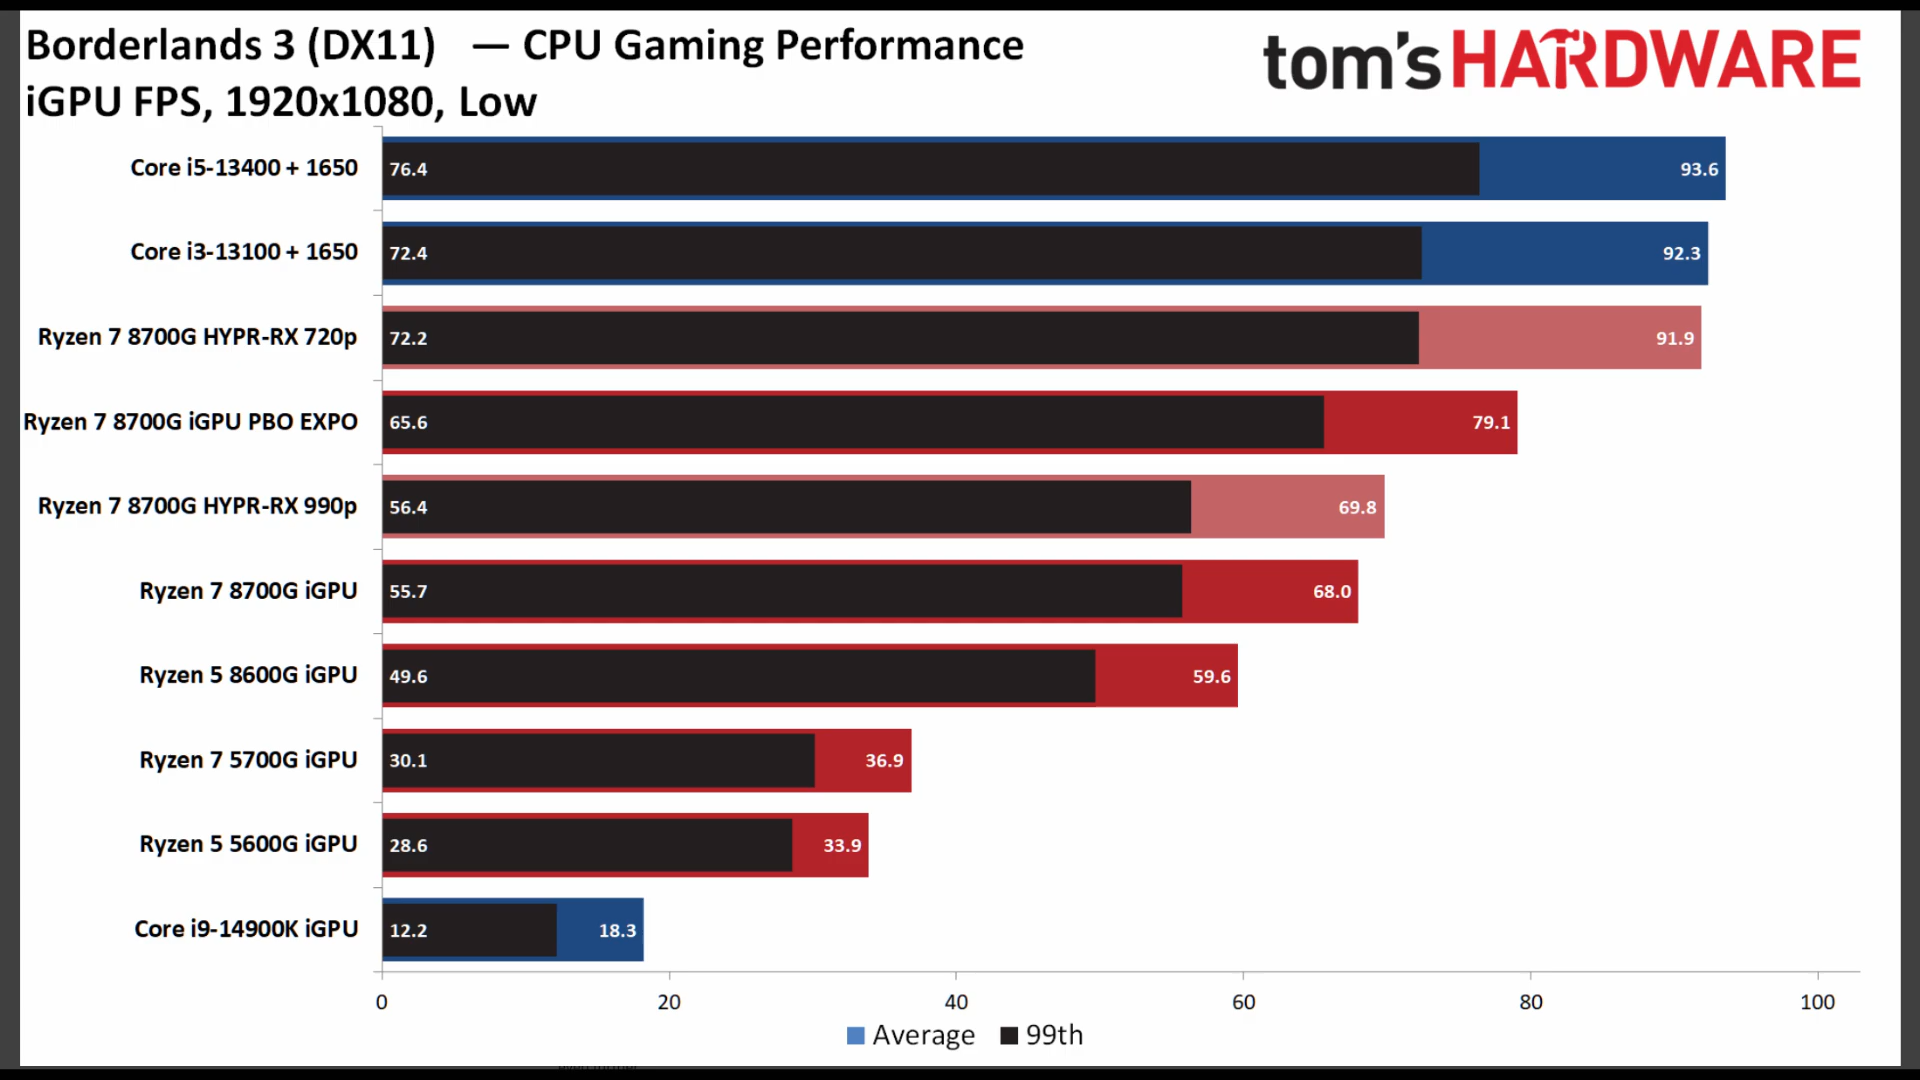 Borderlands 3 (DX11) — CPU Gaming Performance
iGPU FPS, 1920x1080, Low
tom's HARDWARE
Core i5-13400 + 1650 76.4 93.6
Core i3-13100 + 1650 72.4 92.3
Ryzen 7 8700G HYPR-RX 720p 72.2 91.9
Ryzen 7 8700G iGPU PBO EXPO 65.6 79.1
Ryzen 7 8700G HYPR-RX 990p 56.4 69.8
Ryzen 7 8700G iGPU 55.7 68.0
Ryzen 5 8600G iGPU 49.6 59.6
Ryzen 7 5700G iGPU 30.1 36.9
Ryzen 5 5600G iGPU 28.6 33.9
Core i9-14900K iGPU 12.2 18.3
0 20 40 60 80 100
Average 99th